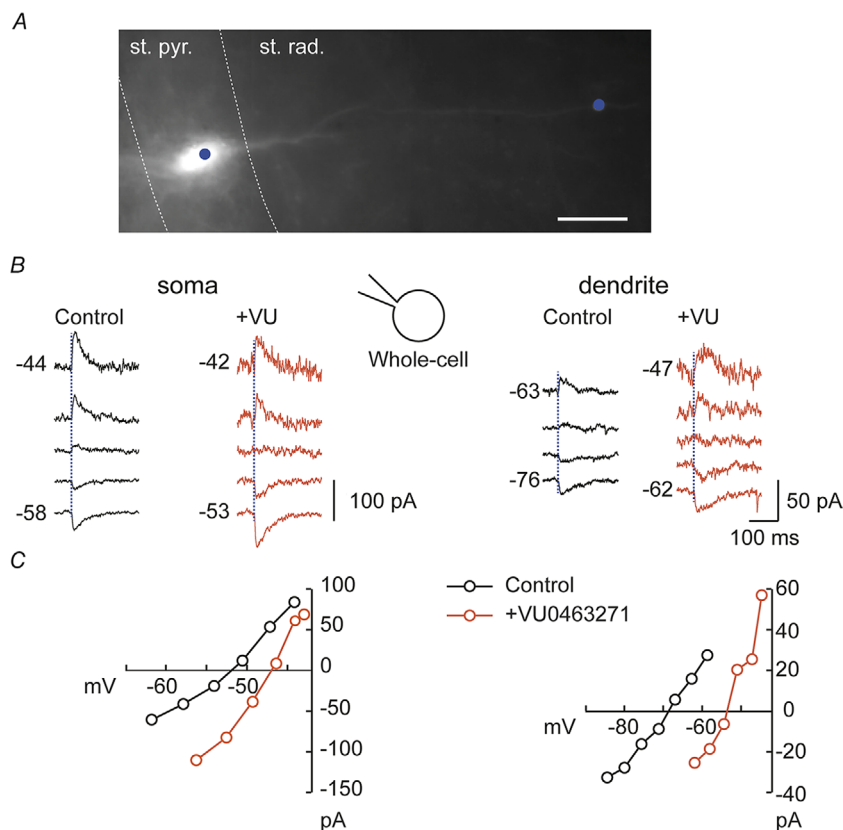 A
st. pyr.
st. rad.
B
soma
dendrite
Control
+VU
Whole-cell
Control
+VU
-44
-42
-63
-47
-58
-53
100 pA
-76
-62
50 pA
100 ms
C
Control
+VU0463271
100
50
0
-50
-100
-150
mV
-60
-50
pA
60
40
20
0
-20
-40
mV
-80
-60
pA